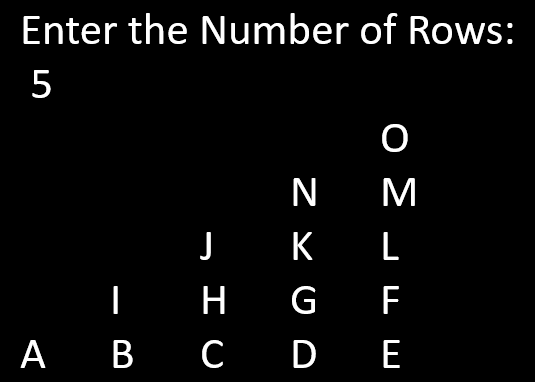 Enter the Number of Rows:
5
O
N M
J K L
I H G F
A B C D E